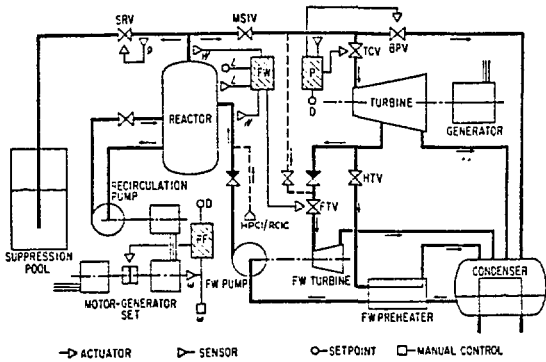 SRV
MSIV
BPV
TCV
P
FW
L
L
W
W
P
D
TURBINE
GENERATOR
REACTOR
RECIRCULATION
PUMP
D
HPCI/RCIC
HTV
FTV
PF
SUPPRESSION
POOL
MOTOR-GENERATOR
SET
ω
ω
FW PUMP
FW TURBINE
CONDENSER
FW PREHEATER
ACTUATOR
SENSOR
SETPOINT
MANUAL CONTROL